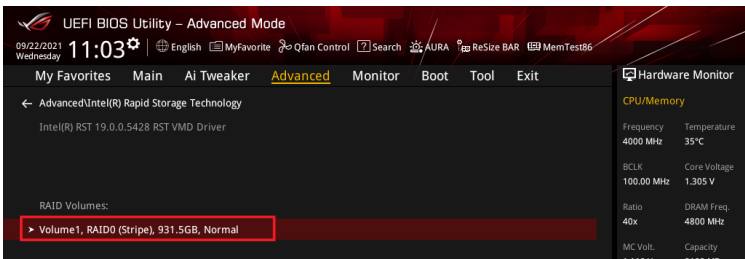 UEFI BIOS Utility – Advanced Mode
09/22/2021 Wednesday 11:03 English MyFavorite Qfan Control ? Search AURA ReSize BAR MemTest86
My Favorites Main Ai Tweaker Advanced Monitor Boot Tool Exit
Hardware Monitor
← Advanced\Intel(R) Rapid Storage Technology
Intel(R) RST 19.0.0.5428 RST VMD Driver
RAID Volumes:
> Volume1, RAID0 (Stripe), 931.5GB, Normal
CPU/Memory
Frequency Temperature
4000 MHz 35°C
BCLK Core Voltage
100.00 MHz 1.305 V
Ratio DRAM Freq.
40x 4800 MHz
MC Volt. Capacity